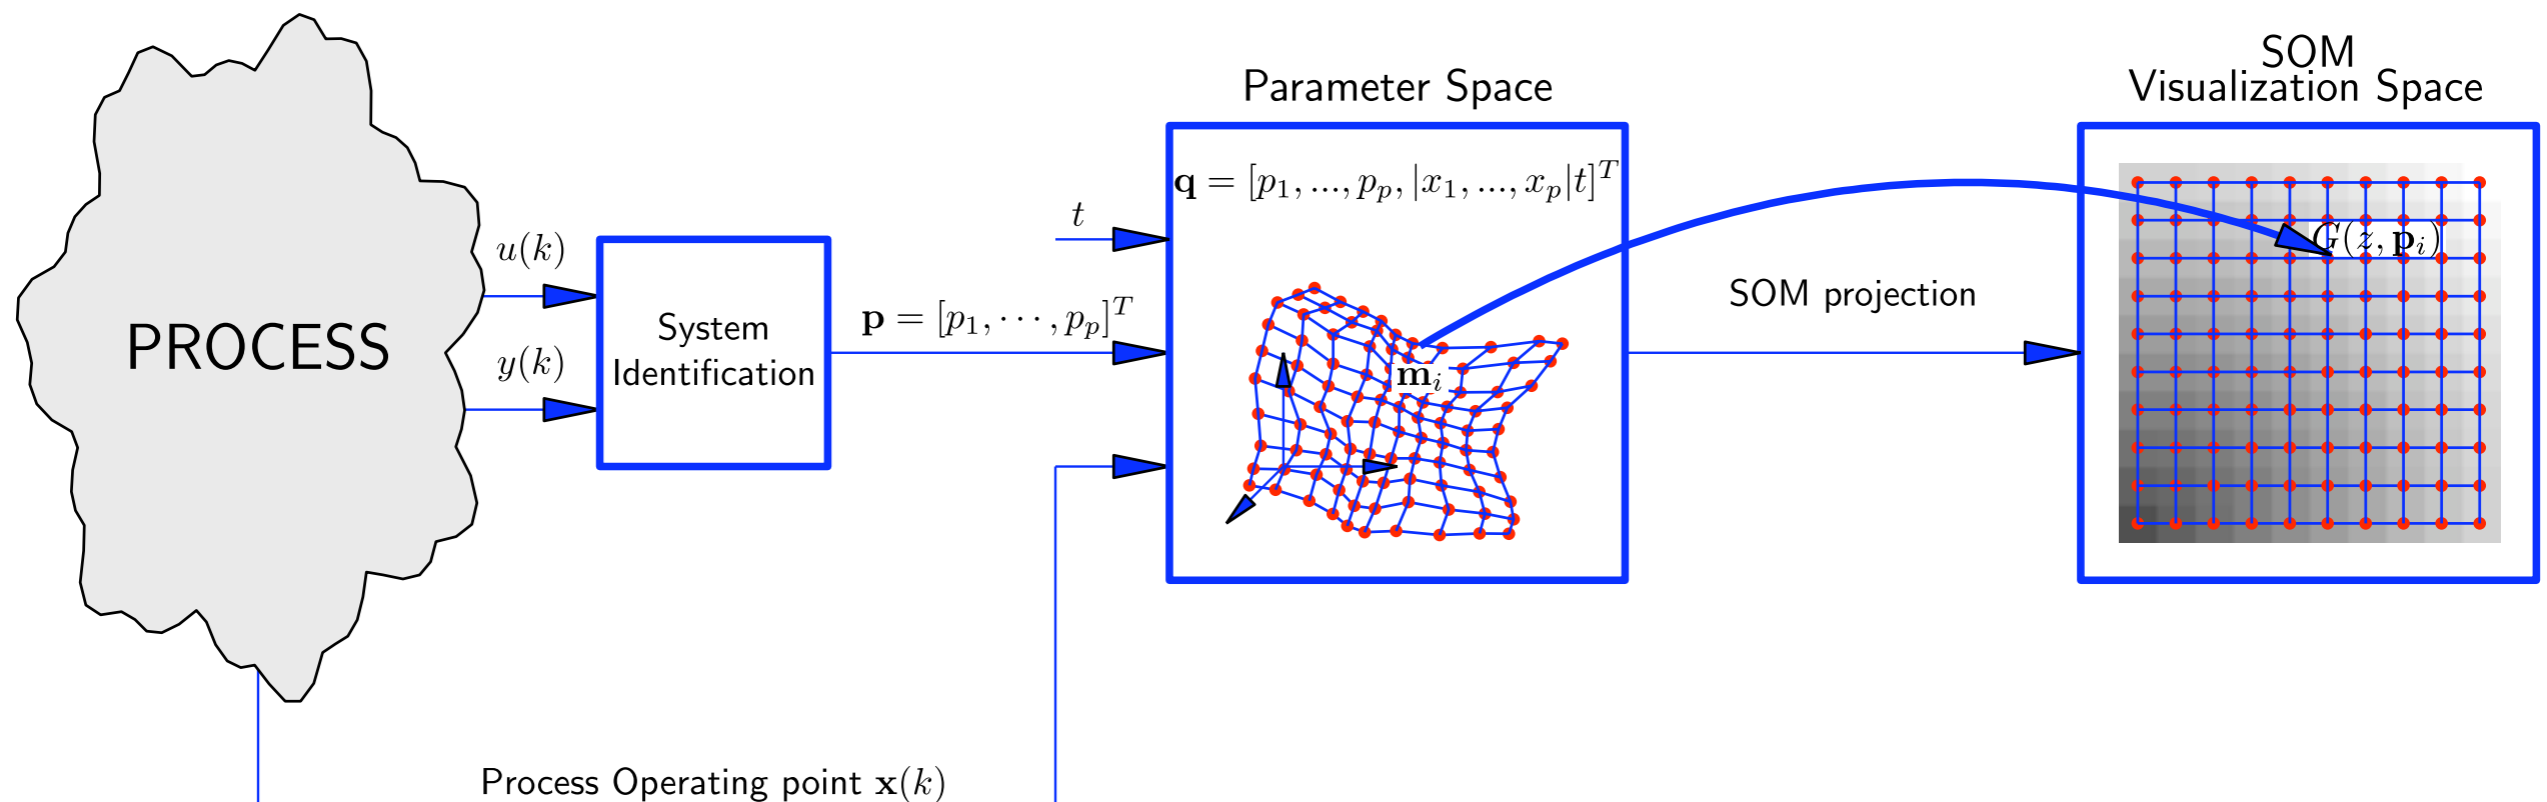 SOM
Visualization Space
Parameter Space
q = [p₁, ..., pₚ, |x₁, ..., xₚ|t]ᵀ
t
u(k)
G(z, pᵢ)
SOM projection
PROCESS
System
Identification
p = [p₁, ⋯ , pₚ]ᵀ
y(k)
mᵢ
Process Operating point x(k)